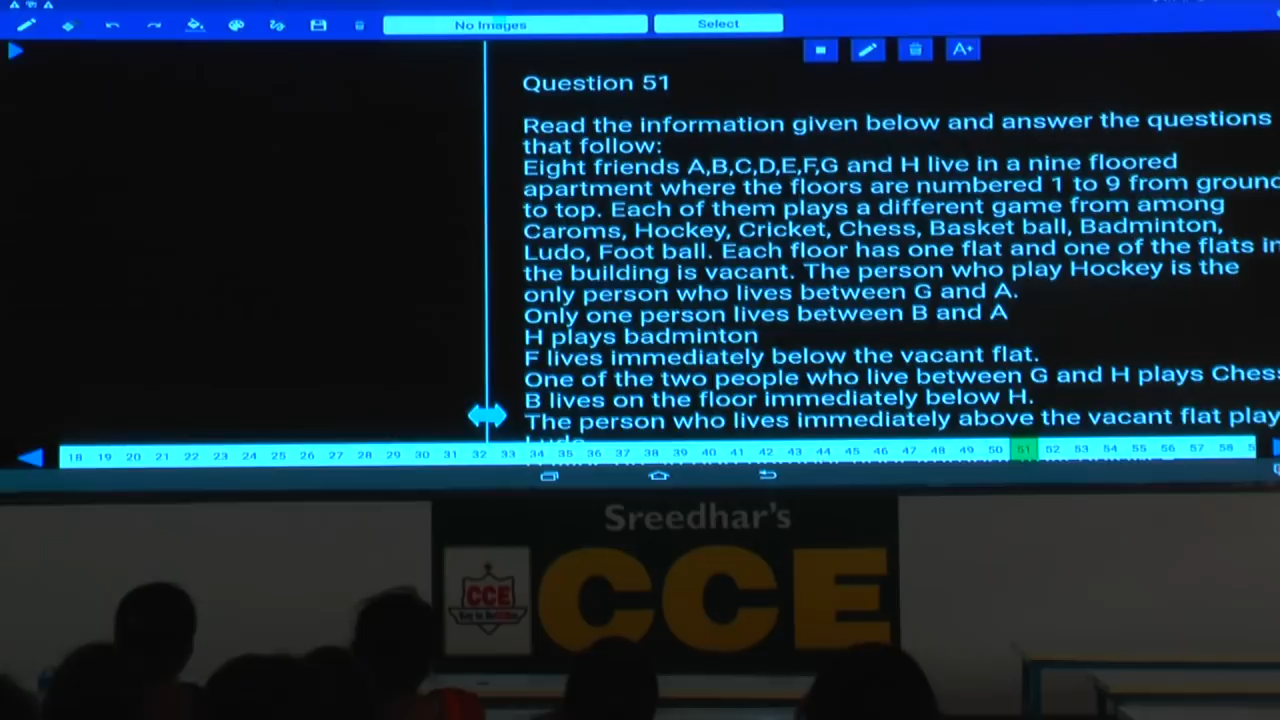 No Images
Select
A+
Question 51
Read the information given below and answer the questions
that follow:
Eight friends A,B,C,D,E,F,G and H live in a nine floored
apartment where the floors are numbered 1 to 9 from ground
to top. Each of them plays a different game from among
Caroms, Hockey, Cricket, Chess, Basket ball, Badminton,
Ludo, Foot ball. Each floor has one flat and one of the flats in
the building is vacant. The person who play Hockey is the
only person who lives between G and A.
Only one person lives between B and A
H plays badminton
F lives immediately below the vacant flat.
One of the two people who live between G and H plays Chess
B lives on the floor immediately below H.
The person who lives immediately above the vacant flat play
18 19 20 21 22 23 24 25 26 27 28 29 30 31 32 33 34 35 36 37 38 39 40 41 42 43 44 45 46 47 48 49 50 51 52 53 54 55 56 57 58
Sreedhar's
CCE
CCE